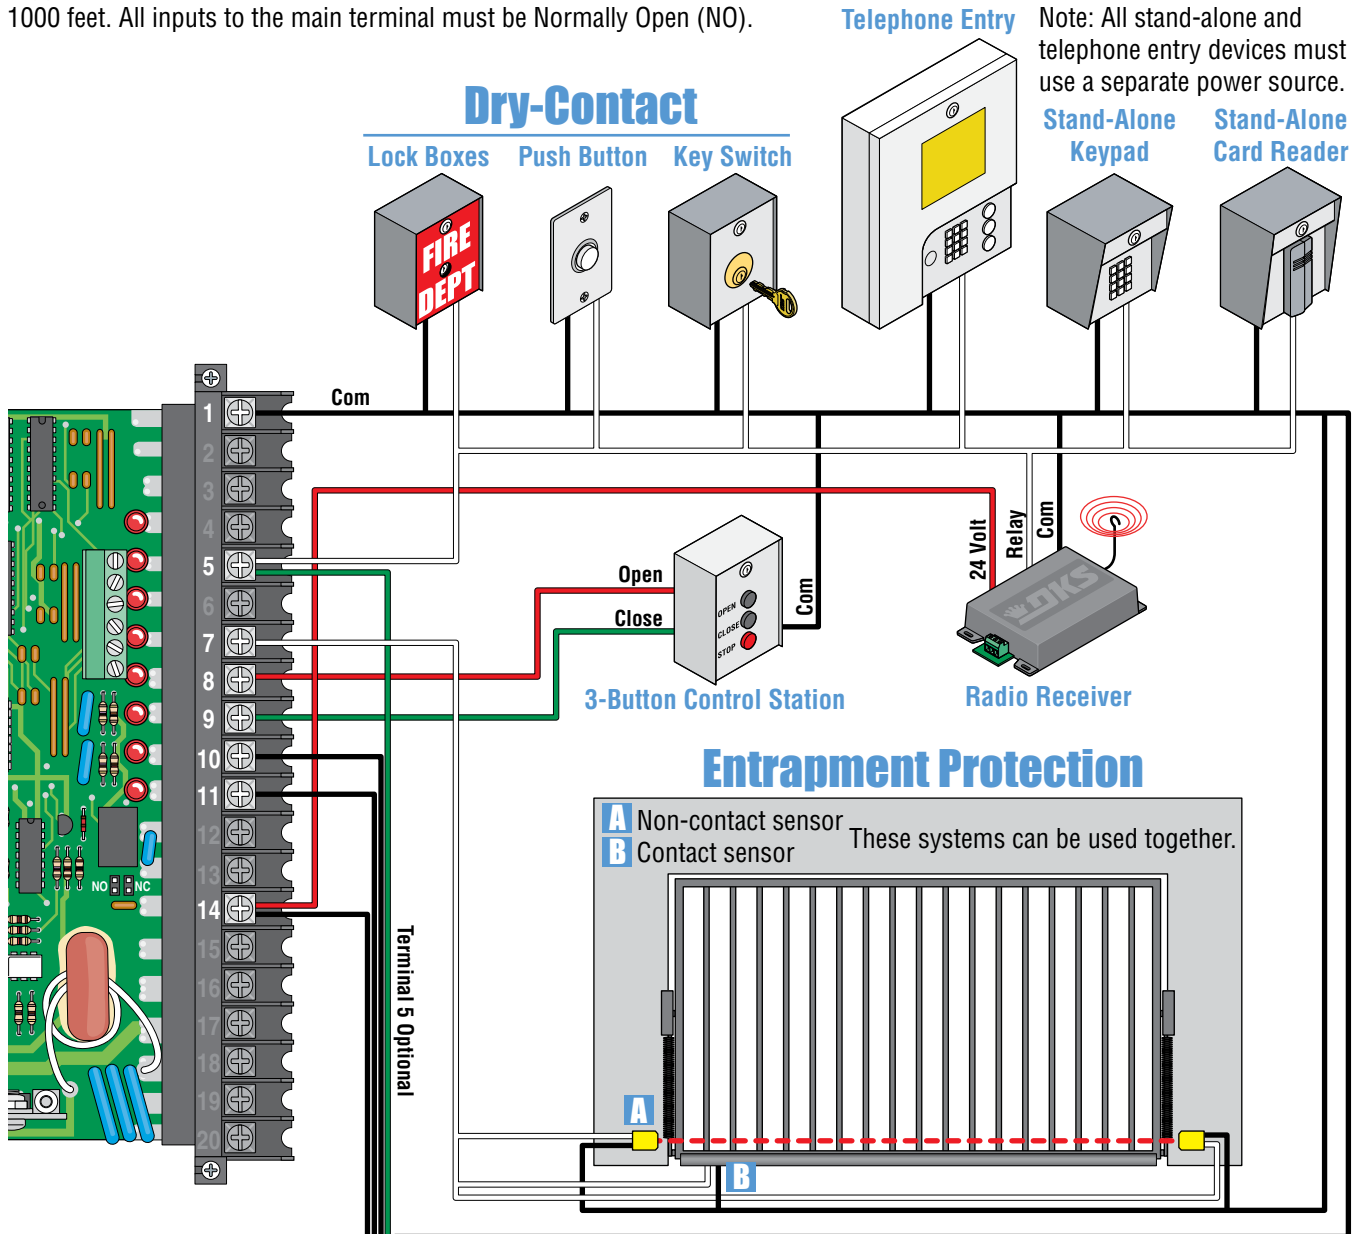 1000 feet. All inputs to the main terminal must be Normally Open (NO).
Telephone Entry
Note: All stand-alone and
telephone entry devices must
use a separate power source.
Dry-Contact
Lock Boxes
Push Button
Key Switch
Stand-Alone
Keypad
Stand-Alone
Card Reader
FIRE
DEPT
Com
1
2
3
4
5
6
7
8
9
10
11
12
13
14
15
16
17
18
19
20
NO
NC
Open
Close
OPEN
CLOSE
STOP
Com
24 Volt
Relay
Com
DKS
3-Button Control Station
Radio Receiver
Entrapment Protection
A Non-contact sensor
B Contact sensor
These systems can be used together.
Terminal 5 Optional
A
B